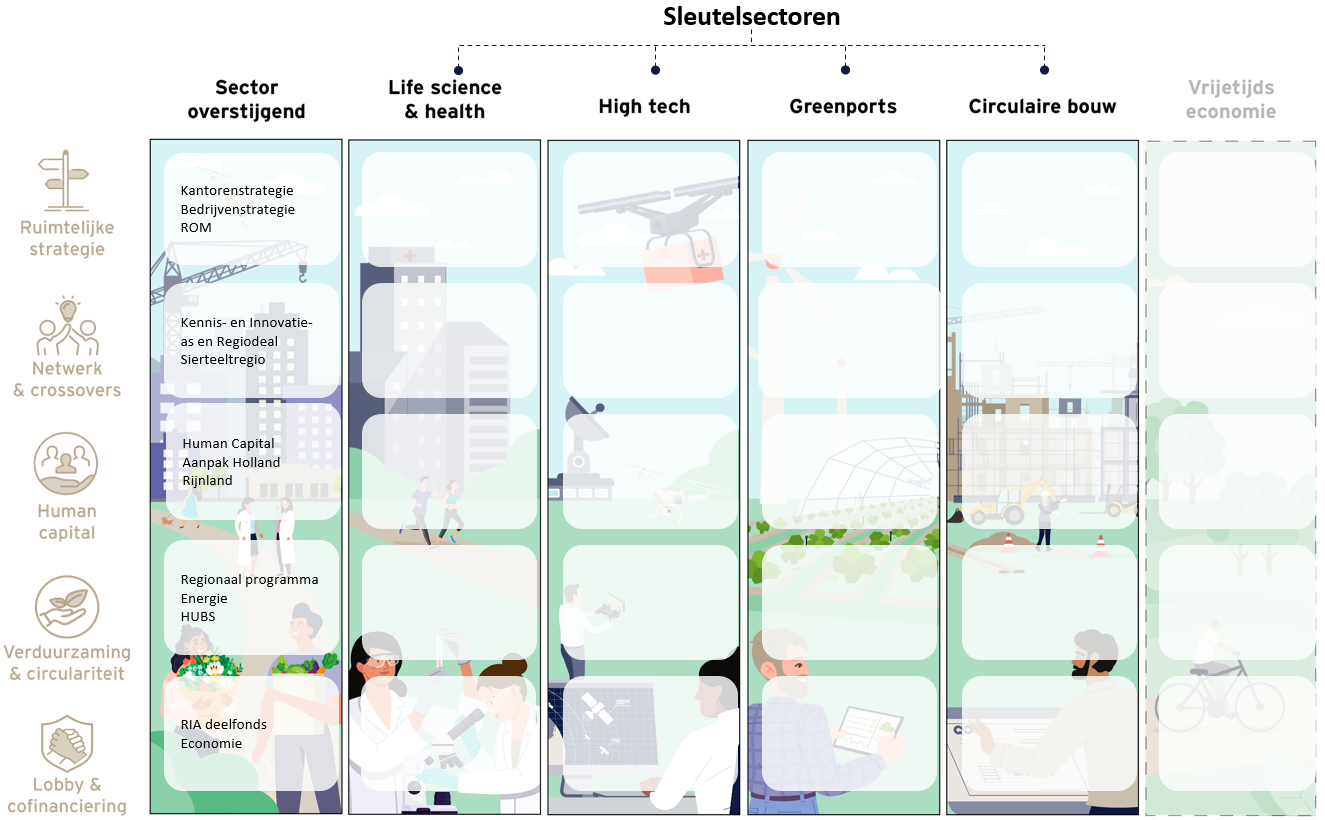 Sleutelsectoren
Sector
overstijgend
Life science
& health
High tech
Greenports
Circulaire bouw
Vrijetijds
economie
Ruimtelijke
strategie
Kantorenstrategie
Bedrijvenstrategie
ROM
Netwerk
& crossovers
Kennis- en Innovatie-
as en Regiodeal
Sierteeltregio
Human
capital
Human Capital
Aanpak Holland
Rijnland
Verduurzaming
& circulariteit
Regionaal programma
Energie
HUBS
Lobby &
cofinanciering
RIA deelfonds
Economie